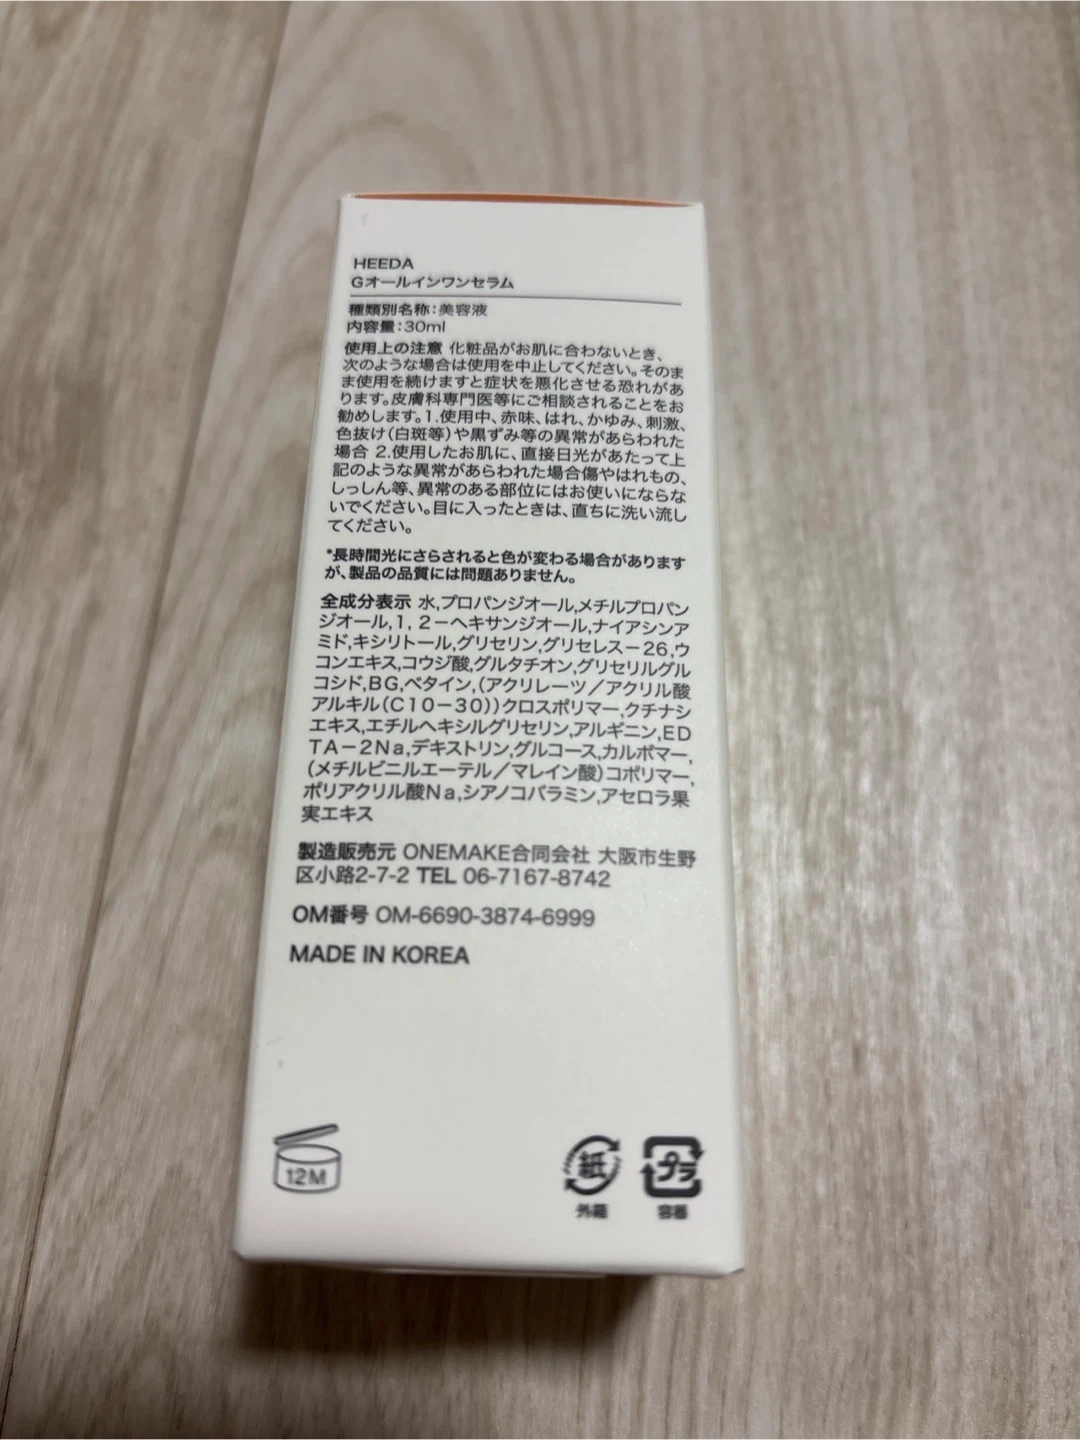 HEEDA
Gオールインワンセラム
種類別名称：美容液
内容量：30ml
使用上の注意 化粧品がお肌に合わないとき、
次のような場合は使用を中止してください。そのま
ま使用を続けますと症状を悪化させる恐れがあ
ります。皮膚科専門医等にご相談されることをお
勧めします。1.使用中、赤味、はれ、かゆみ、刺激、
色抜け（白斑等）や黒ずみ等の異常があらわれた
場合 2.使用したお肌に、直接日光があたって上
記のような異常があらわれた場合傷やはれもの、
しっしん等、異常のある部位にはお使いにならな
いでください。目に入ったときは、直ちに洗い流し
てください。
*長時間光にさらされると色が変わる場合があります
が、製品の品質には問題ありません。
全成分表示 水,プロパンジオール,メチルプロパン
ジオール,1，2－ヘキサンジオール,ナイアシンア
ミド,キシリトール,グリセリン,グリセレス－26,ウ
コンエキス,コウジ酸,グルタチオン,グリセリルグル
コシド,BG,ベタイン,（アクリレーツ／アクリル酸
アルキル（C10－30））クロスポリマー,クチナシ
エキス,エチルヘキシルグリセリン,アルギニン,ED
TA－2Na,デキストリン,グルコース,カルボマー,
（メチルビニルエーテル／マレイン酸）コポリマー,
ポリアクリル酸Na,シアノコバラミン,アセロラ果
実エキス
製造販売元 ONEMAKE合同会社 大阪市生野
区小路2-7-2 TEL 06-7167-8742
OM番号 OM-6690-3874-6999
MADE IN KOREA
12M
紙
外箱
プラ
容器